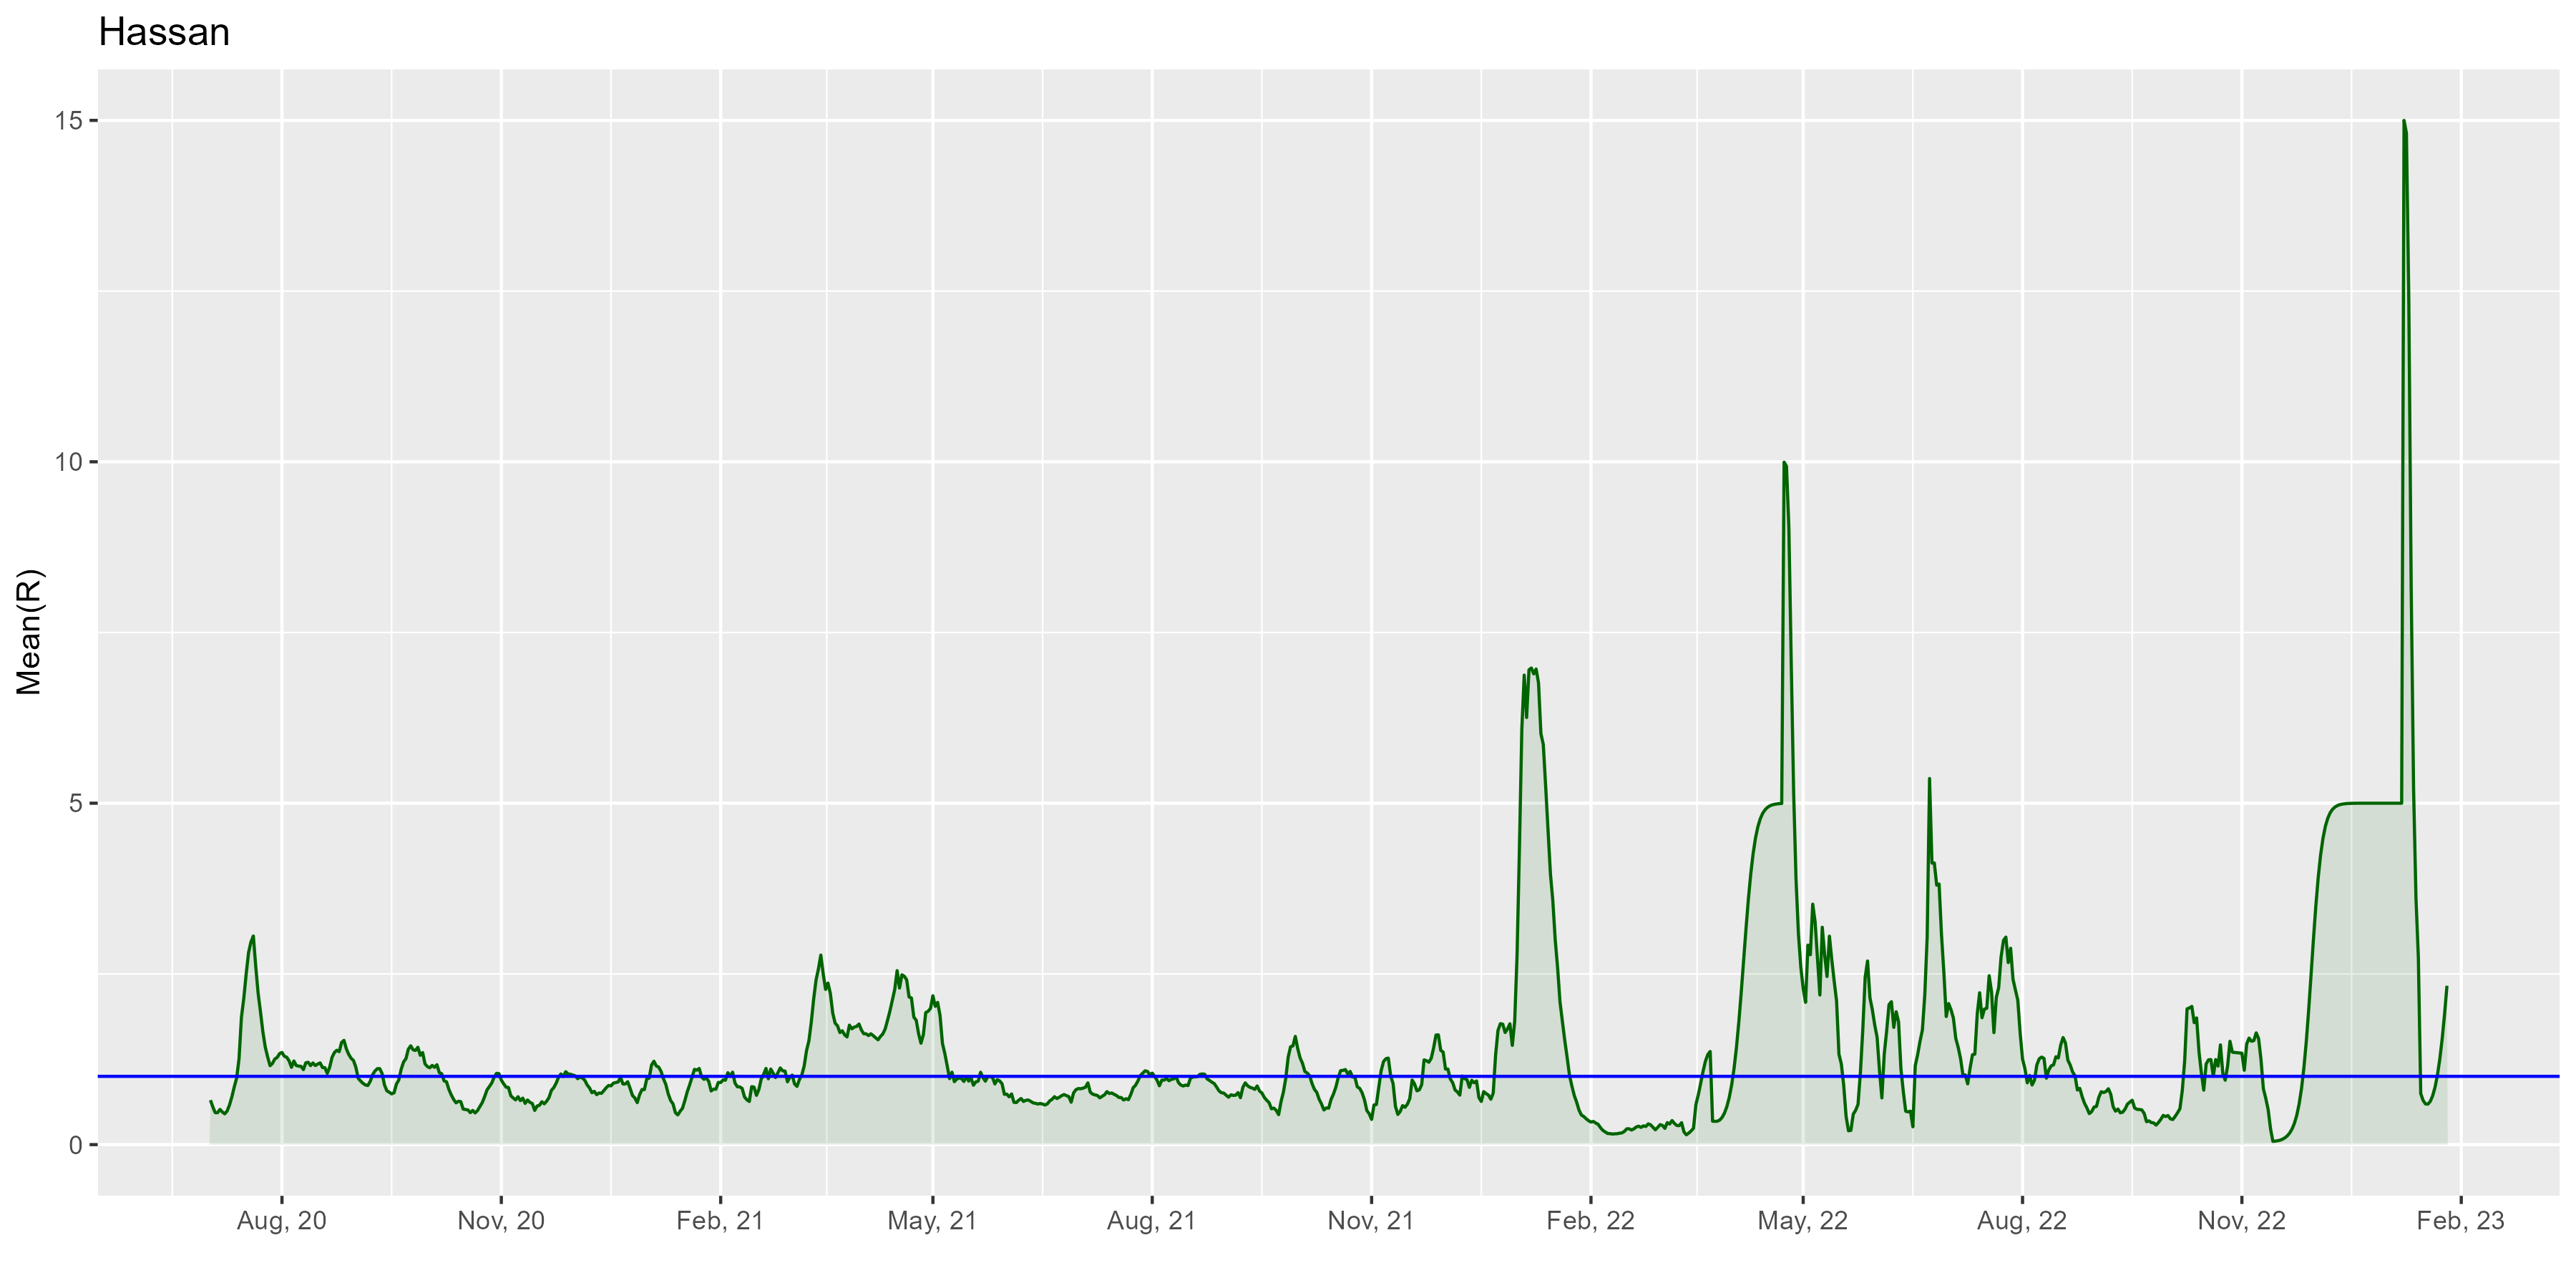 Hassan
Mean(R)
15
10
5
0
Aug, 20 Nov, 20 Feb, 21 May, 21 Aug, 21 Nov, 21 Feb, 22 May, 22 Aug, 22 Nov, 22 Feb, 23